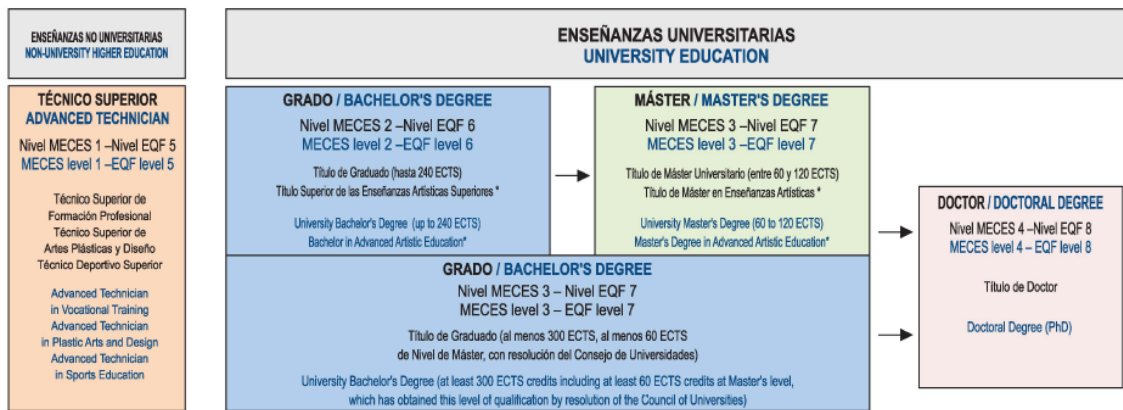 ENSEÑANZAS NO UNIVERSITARIAS
NON-UNIVERSITY HIGHER EDUCATION
ENSEÑANZAS UNIVERSITARIAS
UNIVERSITY EDUCATION
TÉCNICO SUPERIOR
ADVANCED TECHNICIAN
Nivel MECES 1 –Nivel EQF 5
MECES level 1 –EQF level 5
Técnico Superior de
Formación Profesional
Técnico Superior de
Artes Plásticas y Diseño
Técnico Deportivo Superior
Advanced Technician
in Vocational Training
Advanced Technician
in Plastic Arts and Design
Advanced Technician
in Sports Education
GRADO / BACHELOR'S DEGREE
Nivel MECES 2 –Nivel EQF 6
MECES level 2 –EQF level 6
Título de Graduado (hasta 240 ECTS)
Título Superior de las Enseñanzas Artísticas Superiores *
University Bachelor's Degree (up to 240 ECTS)
Bachelor in Advanced Artistic Education*
MÁSTER / MASTER'S DEGREE
Nivel MECES 3 –Nivel EQF 7
MECES level 3 –EQF level 7
Título de Máster Universitario (entre 60 y 120 ECTS)
Título de Máster en Enseñanzas Artísticas *
University Master's Degree (60 to 120 ECTS)
Master's Degree in Advanced Artistic Education*
GRADO / BACHELOR'S DEGREE
Nivel MECES 3 – Nivel EQF 7
MECES level 3 – EQF level 7
Título de Graduado (al menos 300 ECTS, al menos 60 ECTS
de Nivel de Máster, con resolución del Consejo de Universidades)
University Bachelor's Degree (at least 300 ECTS credits including at least 60 ECTS credits at Master's level,
which has obtained this level of qualification by resolution of the Council of Universities)
DOCTOR / DOCTORAL DEGREE
Nivel MECES 4 –Nivel EQF 8
MECES level 4 – EQF level 8
Título de Doctor
Doctoral Degree (PhD)